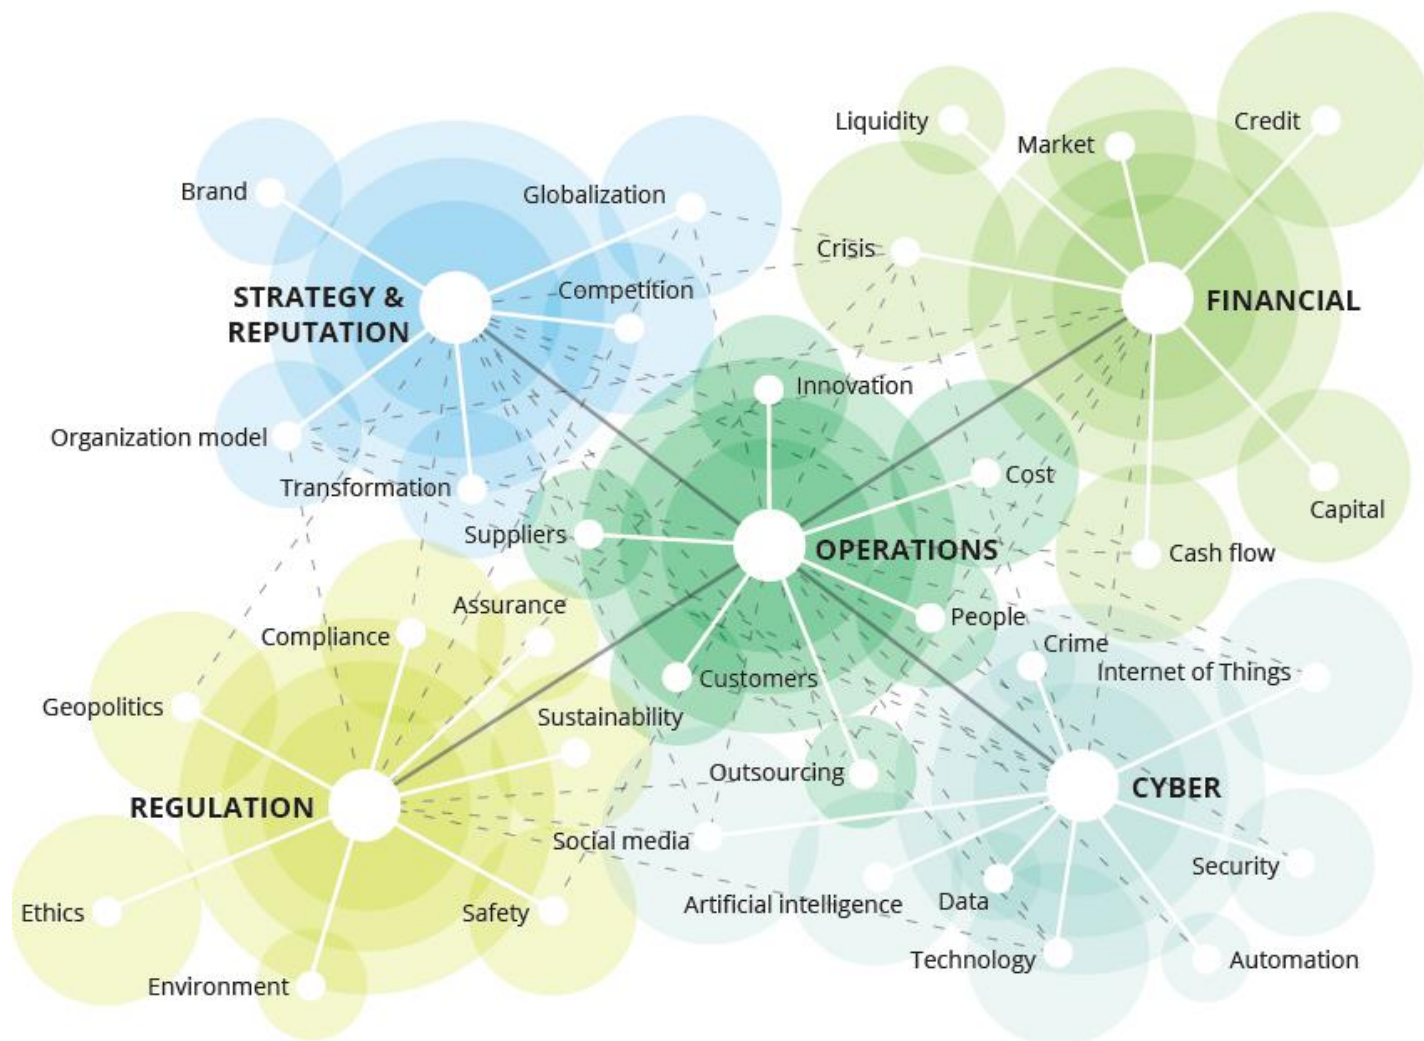 Liquidity
Market
Credit
Brand
Globalization
Crisis
Competition
STRATEGY &
REPUTATION
FINANCIAL
Innovation
Organization model
Transformation
Cost
Capital
Suppliers
OPERATIONS
Cash flow
Assurance
People
Compliance
Crime
Internet of Things
Customers
Geopolitics
Sustainability
Outsourcing
CYBER
REGULATION
Social media
Security
Artificial intelligence
Data
Ethics
Safety
Technology
Automation
Environment